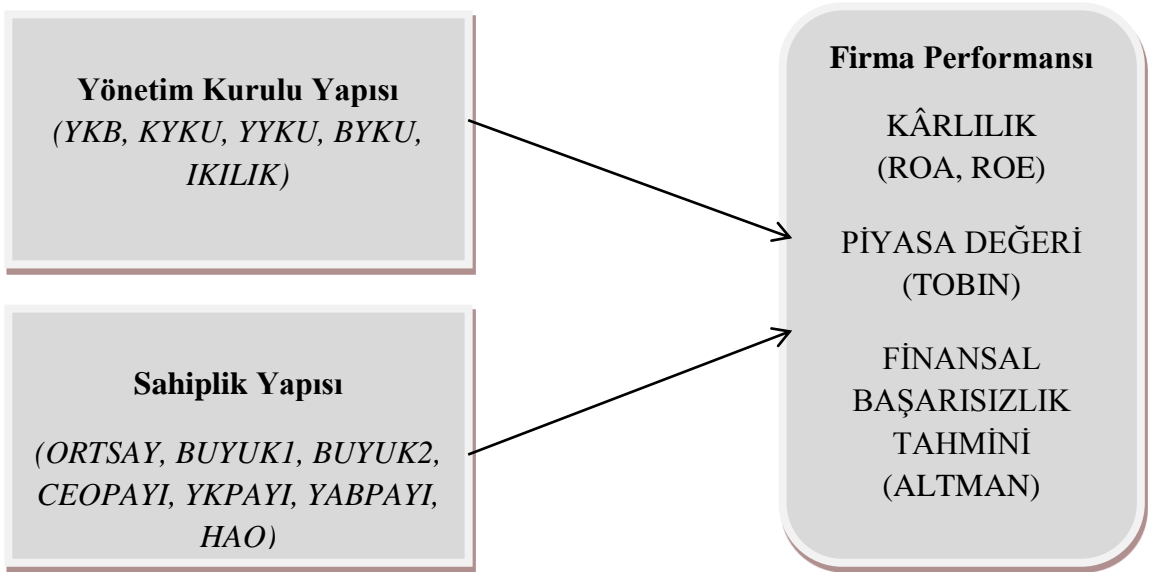 Yönetim Kurulu Yapısı
(YKB, KYKU, YYKU, BYKU,
IKILIK)
Sahiplik Yapısı
(ORTSAY, BUYUK1, BUYUK2,
CEOPAYI, YKPAYI, YABPAYI,
HAO)
Firma Performansı
KÂRLILIK
(ROA, ROE)
PİYASA DEĞERİ
(TOBIN)
FİNANSAL
BAŞARISIZLIK
TAHMİNİ
(ALTMAN)